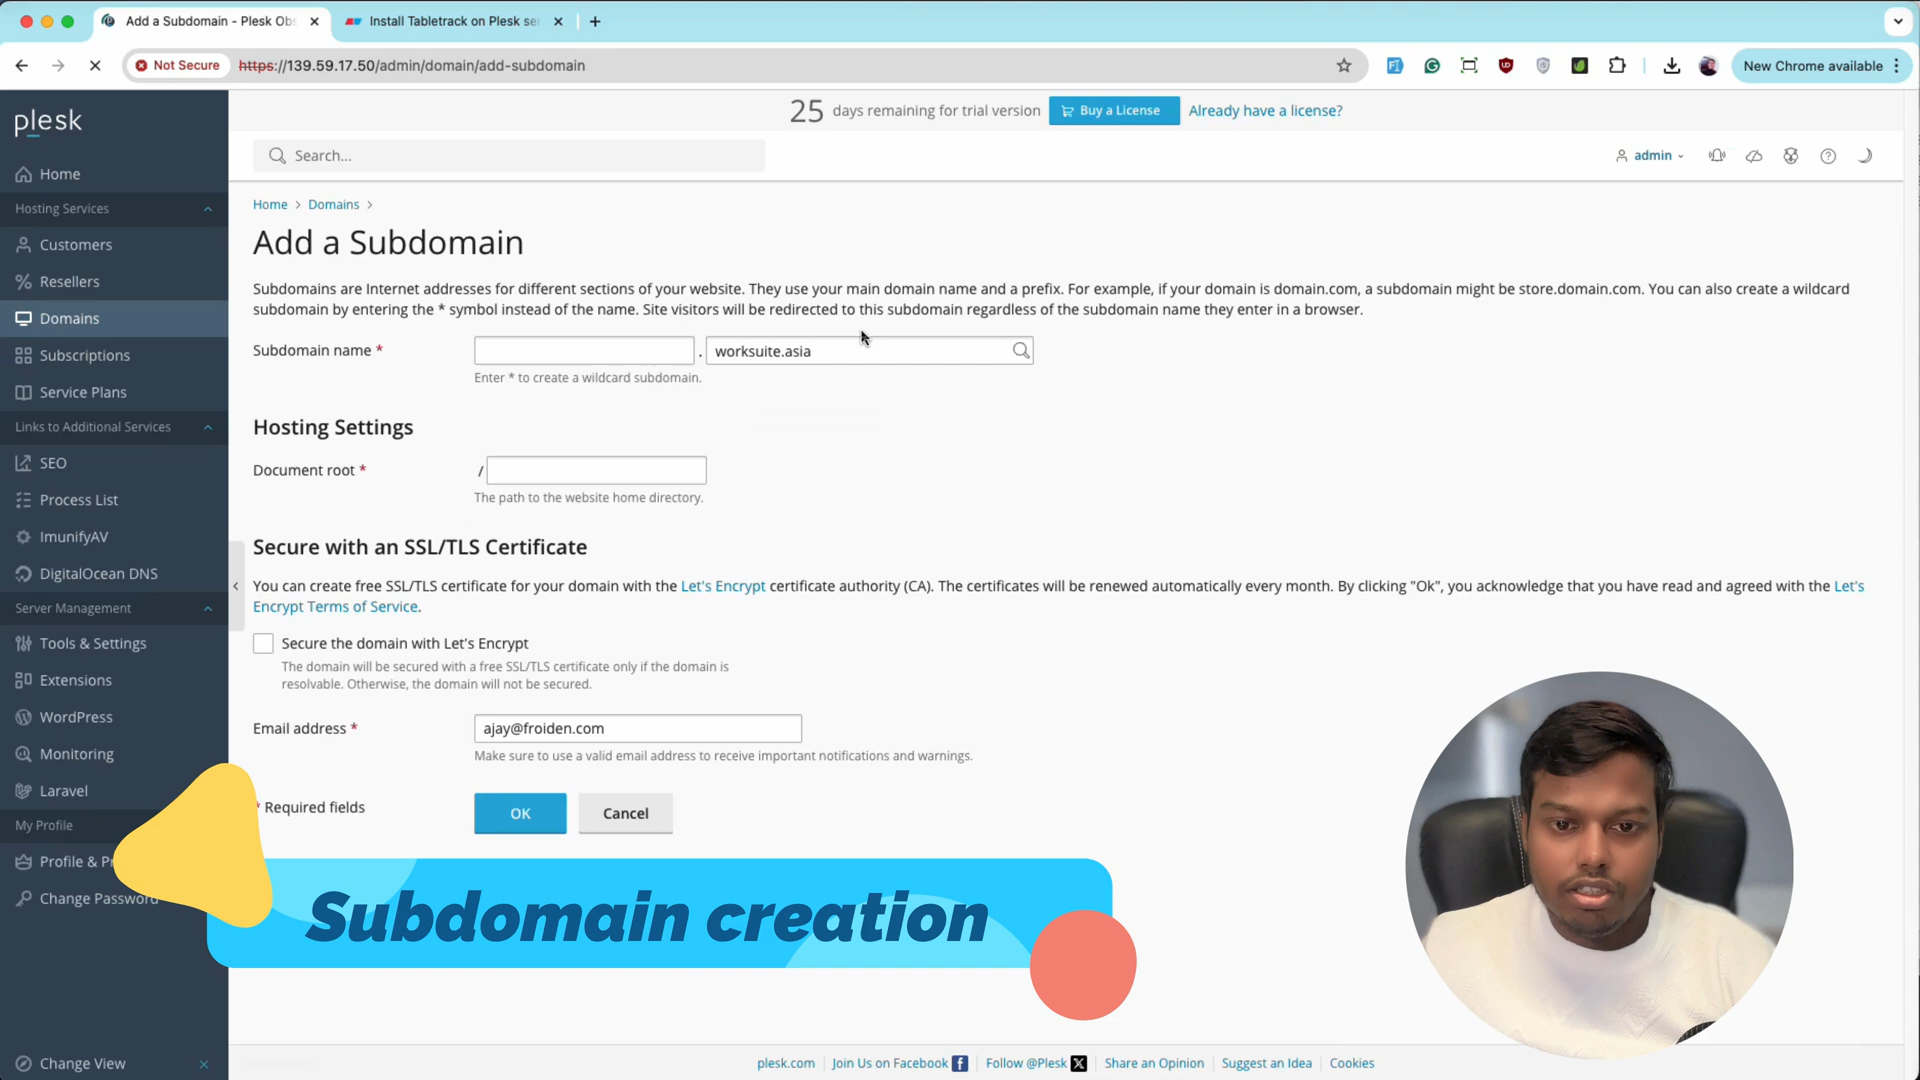 Add a Subdomain - Plesk Obs
Install Tabletrack on Plesk se
Not Secure
https://139.59.17.50/admin/domain/add-subdomain
New Chrome available
plesk
25 days remaining for trial version
Buy a License
Already have a license?
Search...
admin
Home
Hosting Services
Customers
Resellers
Domains
Subscriptions
Service Plans
Links to Additional Services
SEO
Process List
ImunifyAV
DigitalOcean DNS
Server Management
Tools & Settings
Extensions
WordPress
Monitoring
Laravel
My Profile
Profile & Pr
Change Password
Change View
Home > Domains >
Add a Subdomain
Subdomains are Internet addresses for different sections of your website. They use your main domain name and a prefix. For example, if your domain is domain.com, a subdomain might be store.domain.com. You can also create a wildcard
subdomain by entering the * symbol instead of the name. Site visitors will be redirected to this subdomain regardless of the subdomain name they enter in a browser.
Subdomain name * . worksuite.asia
Enter * to create a wildcard subdomain.
Hosting Settings
Document root * /
The path to the website home directory.
Secure with an SSL/TLS Certificate
You can create free SSL/TLS certificate for your domain with the Let's Encrypt certificate authority (CA). The certificates will be renewed automatically every month. By clicking "Ok", you acknowledge that you have read and agreed with the Let's
Encrypt Terms of Service.
Secure the domain with Let's Encrypt
The domain will be secured with a free SSL/TLS certificate only if the domain is
resolvable. Otherwise, the domain will not be secured.
Email address * ajay@froiden.com
Make sure to use a valid email address to receive important notifications and warnings.
* Required fields
OK
Cancel
Subdomain creation
plesk.com
Join Us on Facebook
Follow @Plesk
Share an Opinion
Suggest an Idea
Cookies